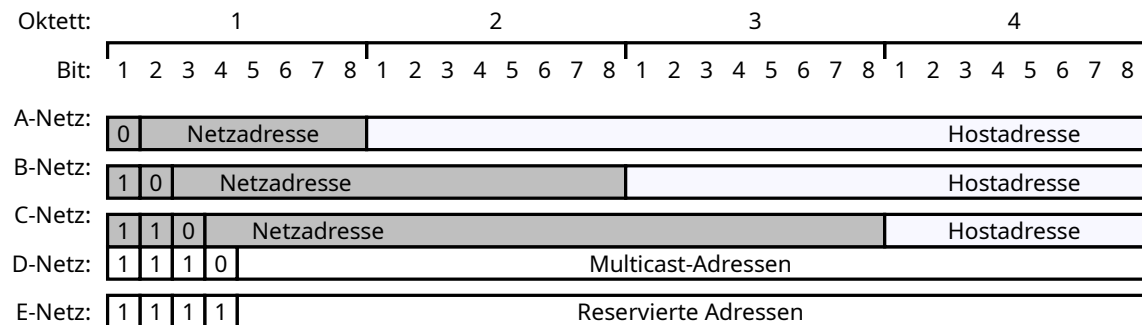 Oktett: 1 2 3 4
Bit: 1 2 3 4 5 6 7 8 1 2 3 4 5 6 7 8 1 2 3 4 5 6 7 8 1 2 3 4 5 6 7 8
A-Netz: 0 Netzadresse Hostadresse
B-Netz: 1 0 Netzadresse Hostadresse
C-Netz: 1 1 0 Netzadresse Hostadresse
D-Netz: 1 1 1 0 Multicast-Adressen
E-Netz: 1 1 1 1 Reservierte Adressen